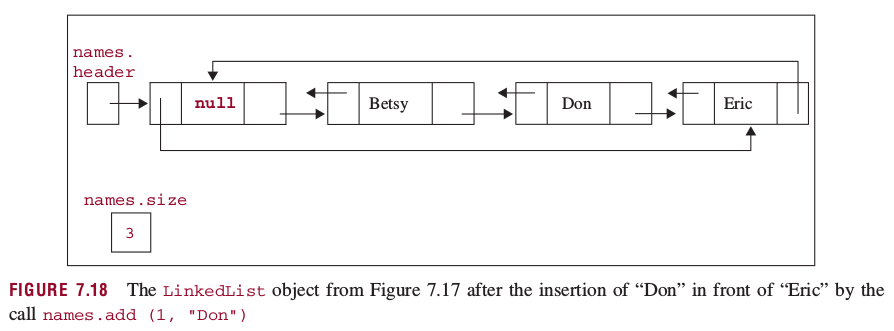 names.
header
null
Betsy
Don
Eric
names.size
3
FIGURE 7.18 The LinkedList object from Figure 7.17 after the insertion of “Don” in front of “Eric” by the
call names.add (1, "Don")